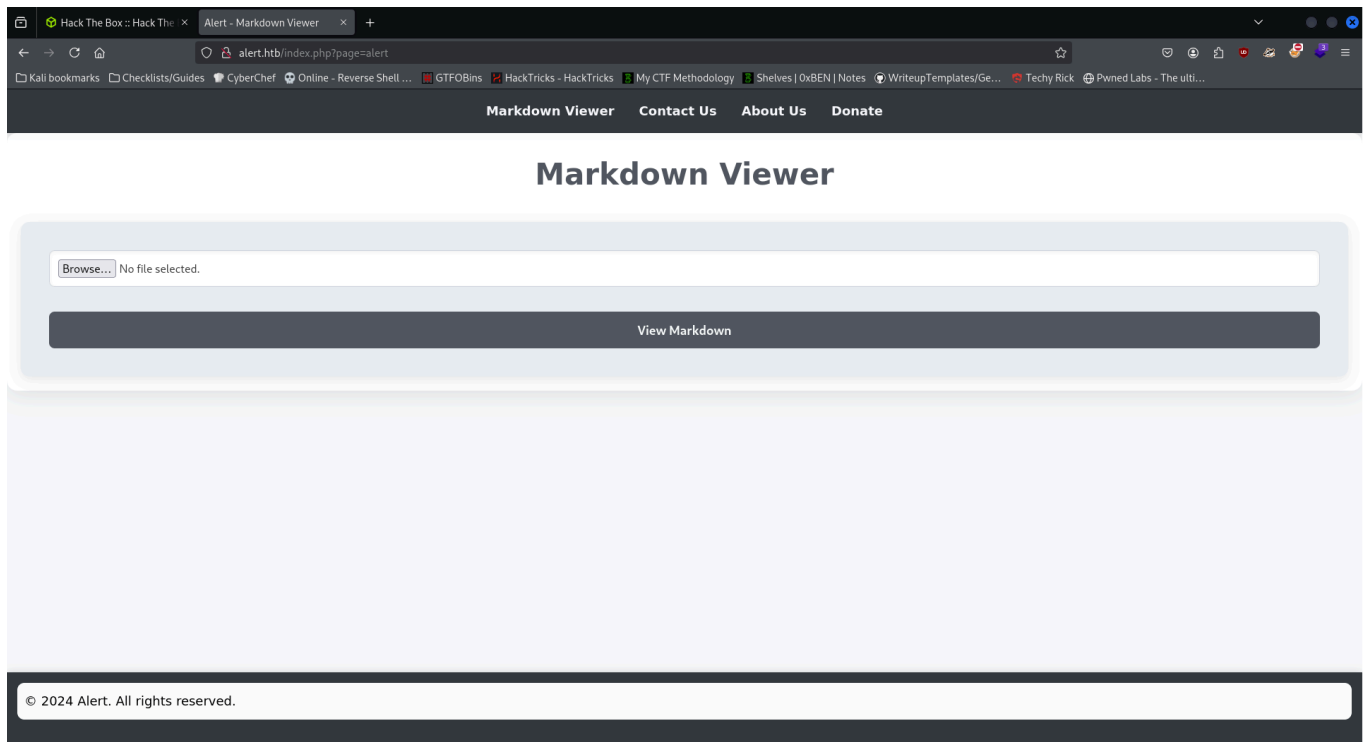 Hack The Box :: Hack The
Alert - Markdown Viewer
alert.htb/index.php?page=alert
Kali bookmarks Checklists/Guides CyberChef Online - Reverse Shell ... GTFOBins HackTricks - HackTricks My CTF Methodology Shelves | 0xBEN | Notes WriteupTemplates/Ge... Techy Rick Pwned Labs - The ulti...
Markdown Viewer Contact Us About Us Donate
Markdown Viewer
Browse... No file selected.
View Markdown
© 2024 Alert. All rights reserved.